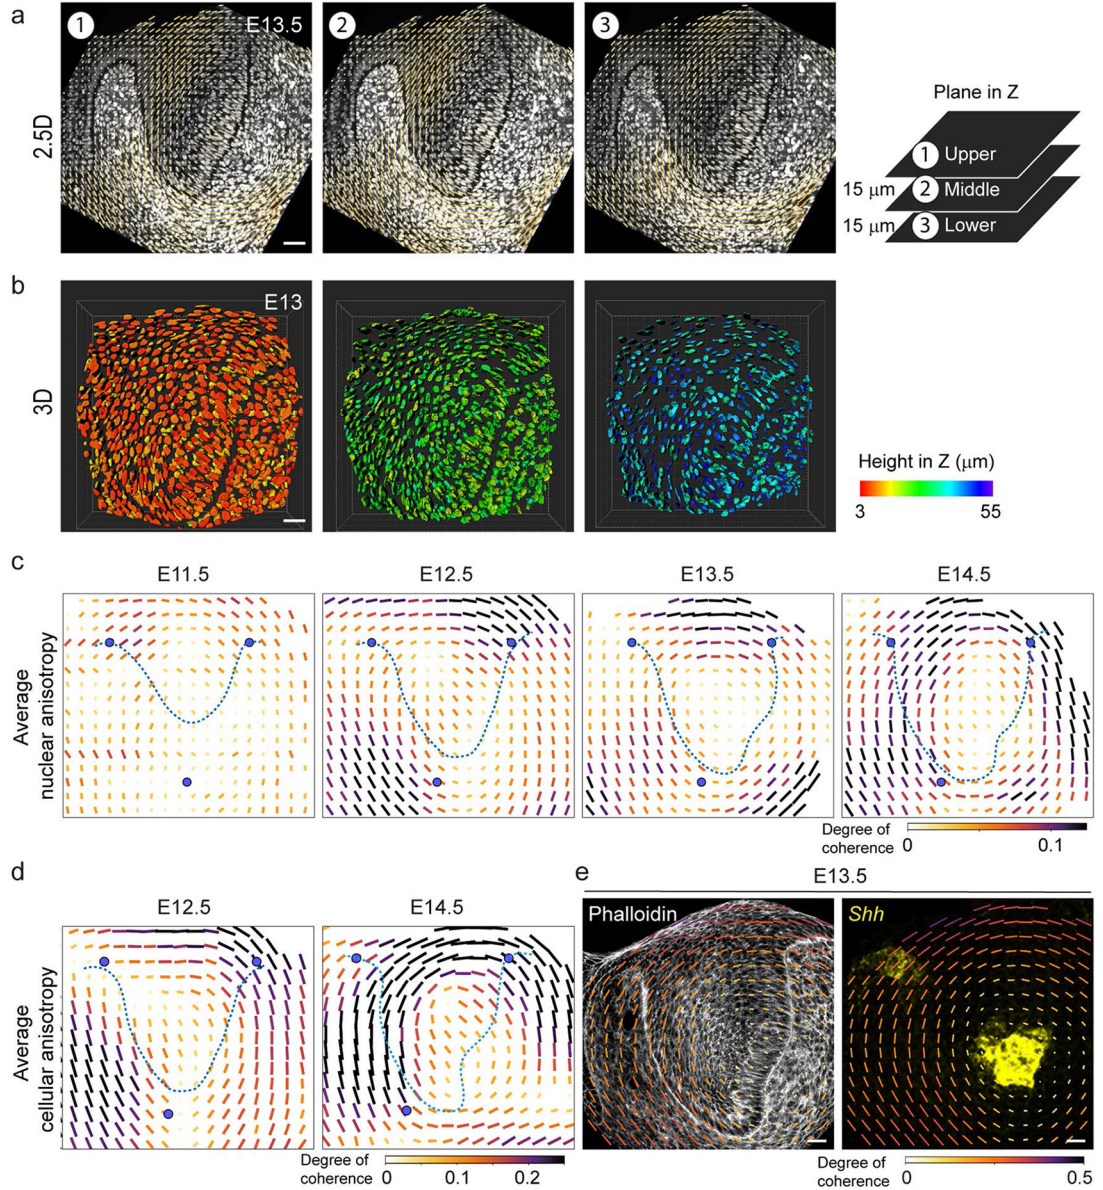 a
1
E13.5
2
3
2.5D
Plane in Z
1 Upper
15 μm
2 Middle
15 μm
3 Lower
b
E13
3D
Height in Z (μm)
3
55
c
E11.5
E12.5
E13.5
E14.5
Average
nuclear anisotropy
Degree of
coherence
0
0.1
d
E12.5
E14.5
Average
cellular anisotropy
Degree of
coherence
0
0.1
0.2
e
E13.5
Phalloidin
Shh
Degree of
coherence
0
0.5